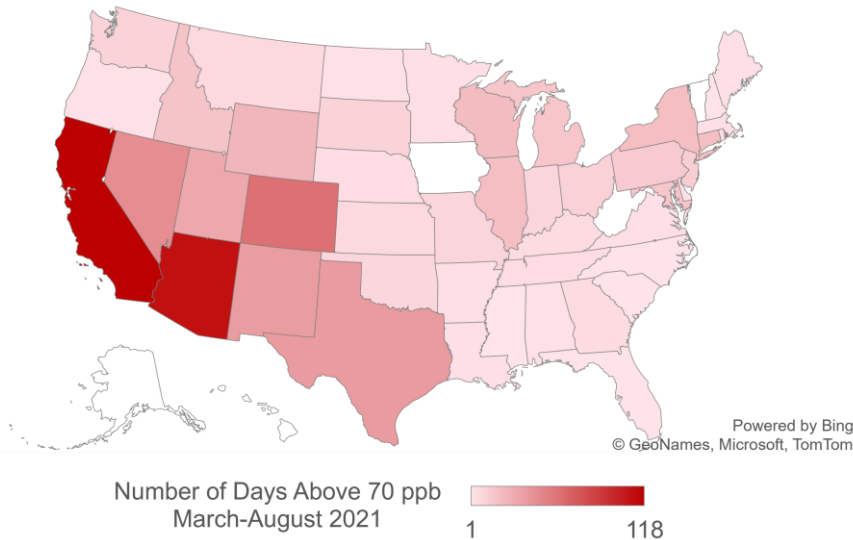 Powered by Bing
© GeoNames, Microsoft, TomTom
Number of Days Above 70 ppb
March-August 2021
1 118